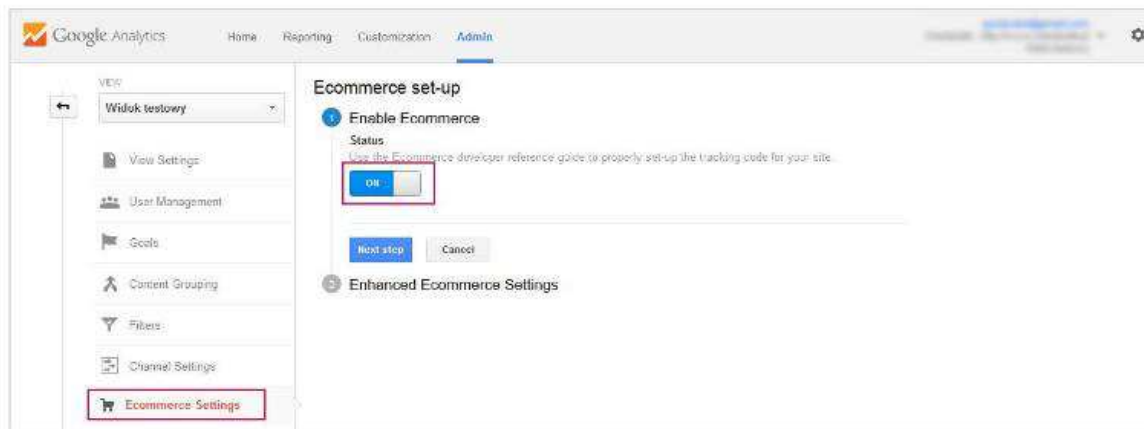 Google Analytics
Home Reporting Customization Admin
VIEW
Widok testowy
View Settings
User Management
Goals
Content Grouping
Filters
Channel Settings
Ecommerce Settings
Ecommerce set-up
1 Enable Ecommerce
Status
Use the Ecommerce developer reference guide to properly set-up the tracking code for your site.
ON
Next step Cancel
2 Enhanced Ecommerce Settings